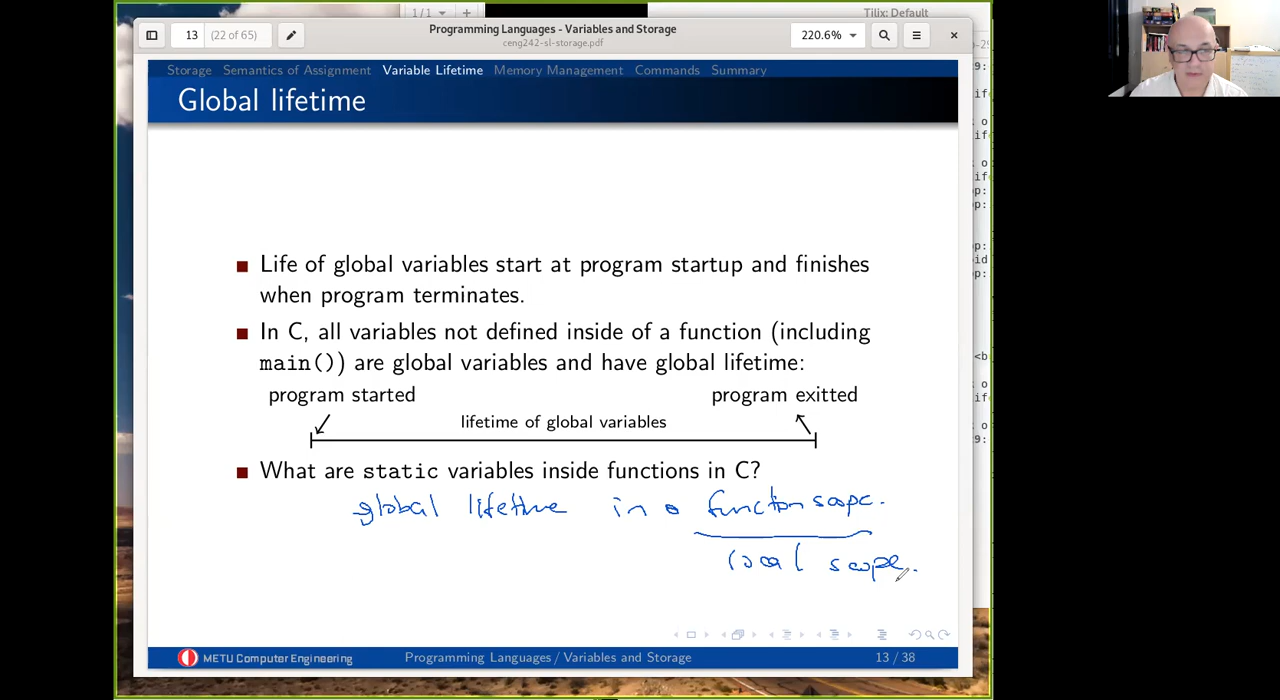 1/1
Tilix: Default
13 (22 of 65)
Programming Languages - Variables and Storage
ceng242-sl-storage.pdf
220.6%
Storage Semantics of Assignment Variable Lifetime Memory Management Commands Summary
Global lifetime
Life of global variables start at program startup and finishes
when program terminates.
In C, all variables not defined inside of a function (including
main()) are global variables and have global lifetime:
program started
program exitted
lifetime of global variables
What are static variables inside functions in C?
global lifetime in a function scope.
local scope.
METU Computer Engineering
Programming Languages / Variables and Storage
13 / 38